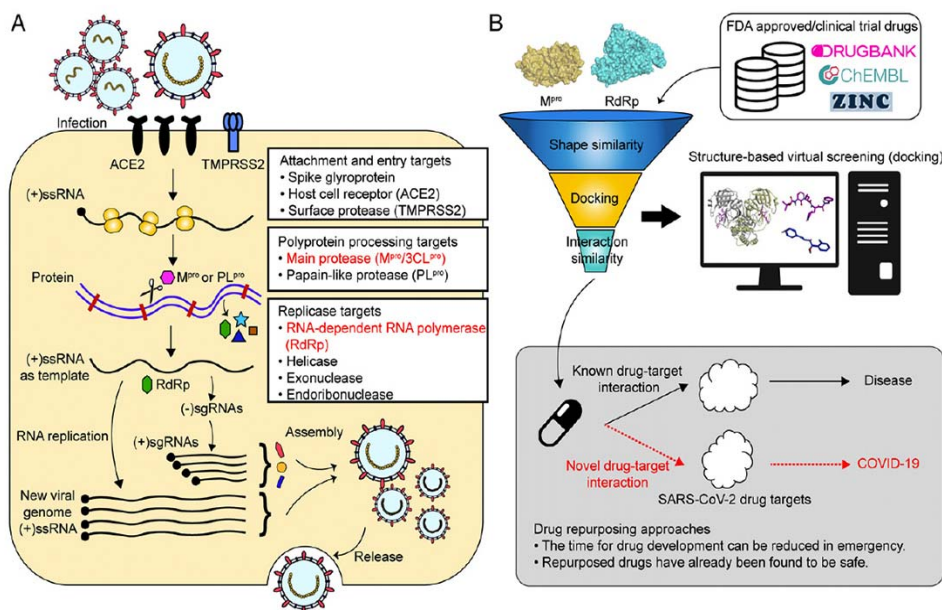 A
Infection
ACE2
TMPRSS2
(+)ssRNA
Attachment and entry targets
• Spike glyoprotein
• Host cell receptor (ACE2)
• Surface protease (TMPRSS2)
Polyprotein processing targets
• Main protease (Mpro/3CLpro)
• Papain-like protease (PLpro)
Protein
Mpro or PLpro
Replicase targets
• RNA-dependent RNA polymerase
(RdRp)
• Helicase
• Exonuclease
• Endoribonuclease
(+)ssRNA
as template
RdRp
(-)sgRNAs
RNA replication
(+)sgRNAs
Assembly
New viral
genome
(+)ssRNA
Release
B
FDA approved/clinical trial drugs
DRUGBANK
ChEMBL
ZINC
Mpro
RdRp
Shape similarity
Docking
Interaction
similarity
Structure-based virtual screening (docking)
Known drug-target
interaction
Disease
Novel drug-target
interaction
COVID-19
SARS-CoV-2 drug targets
Drug repurposing approaches
• The time for drug development can be reduced in emergency.
• Repurposed drugs have already been found to be safe.